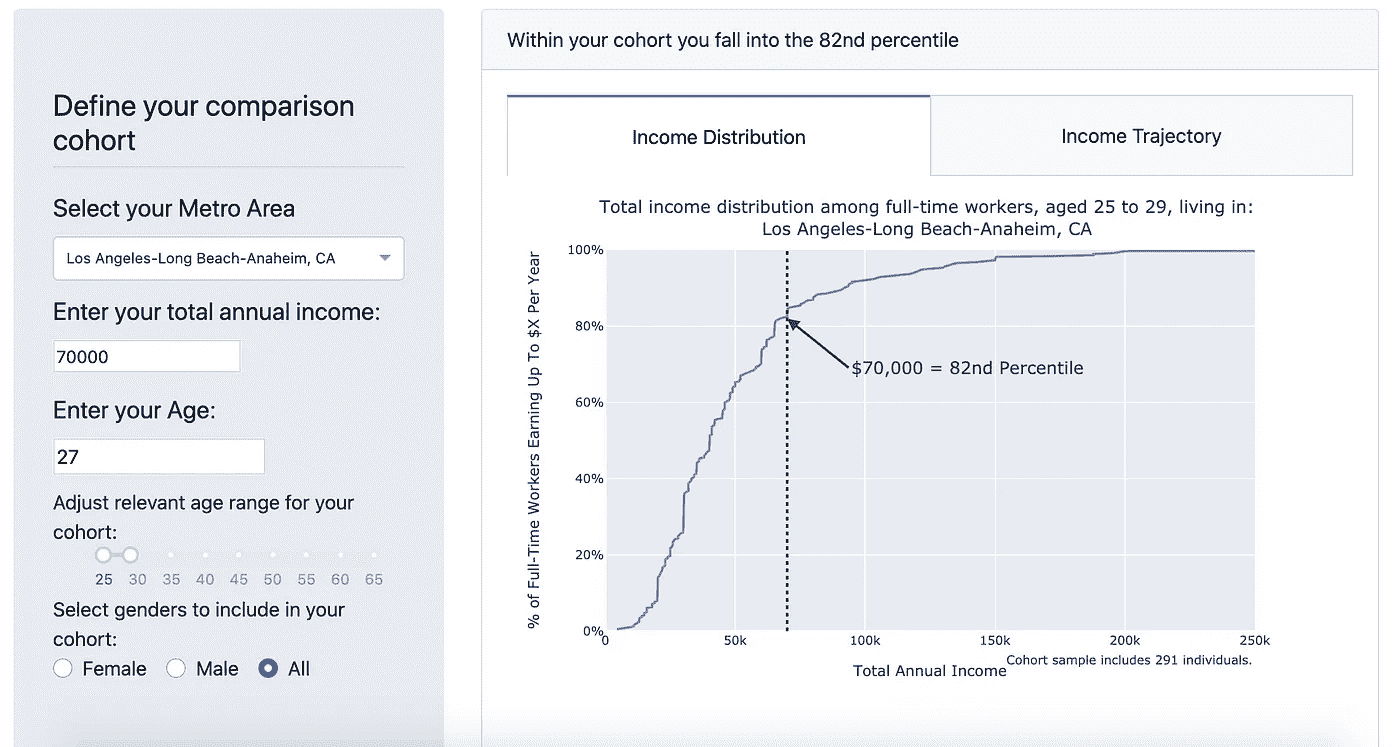 Define your comparison
cohort
Select your Metro Area
Los Angeles-Long Beach-Anaheim, CA
Enter your total annual income:
70000
Enter your Age:
27
Adjust relevant age range for your
cohort:
25 30 35 40 45 50 55 60 65
Select genders to include in your
cohort:
Female Male All
Within your cohort you fall into the 82nd percentile
Income Distribution
Income Trajectory
Total income distribution among full-time workers, aged 25 to 29, living in:
Los Angeles-Long Beach-Anaheim, CA
% of Full-Time Workers Earning Up To $X Per Year
100%
80%
60%
40%
20%
0%
$70,000 = 82nd Percentile
0 50k 100k 150k 200k 250k
Cohort sample includes 291 individuals.
Total Annual Income